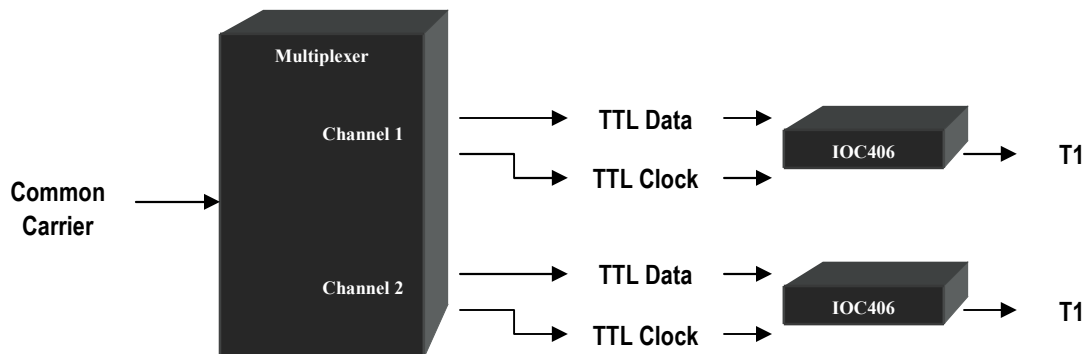 Multiplexer
Channel 1
TTL Data
IOC406
T1
TTL Clock
Common
Carrier
Channel 2
TTL Data
IOC406
T1
TTL Clock